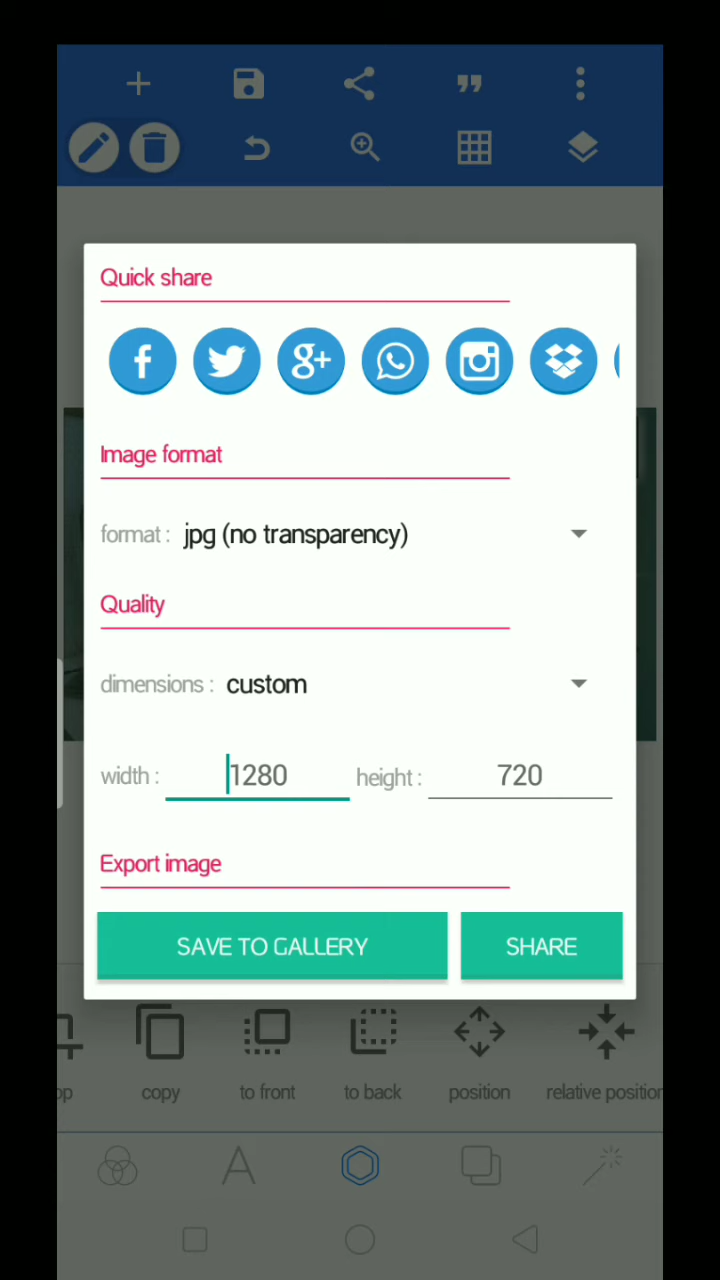 Quick share
Image format
format : jpg (no transparency)
Quality
dimensions : custom
width : 1280 height : 720
Export image
SAVE TO GALLERY SHARE
op copy to front to back position relative position